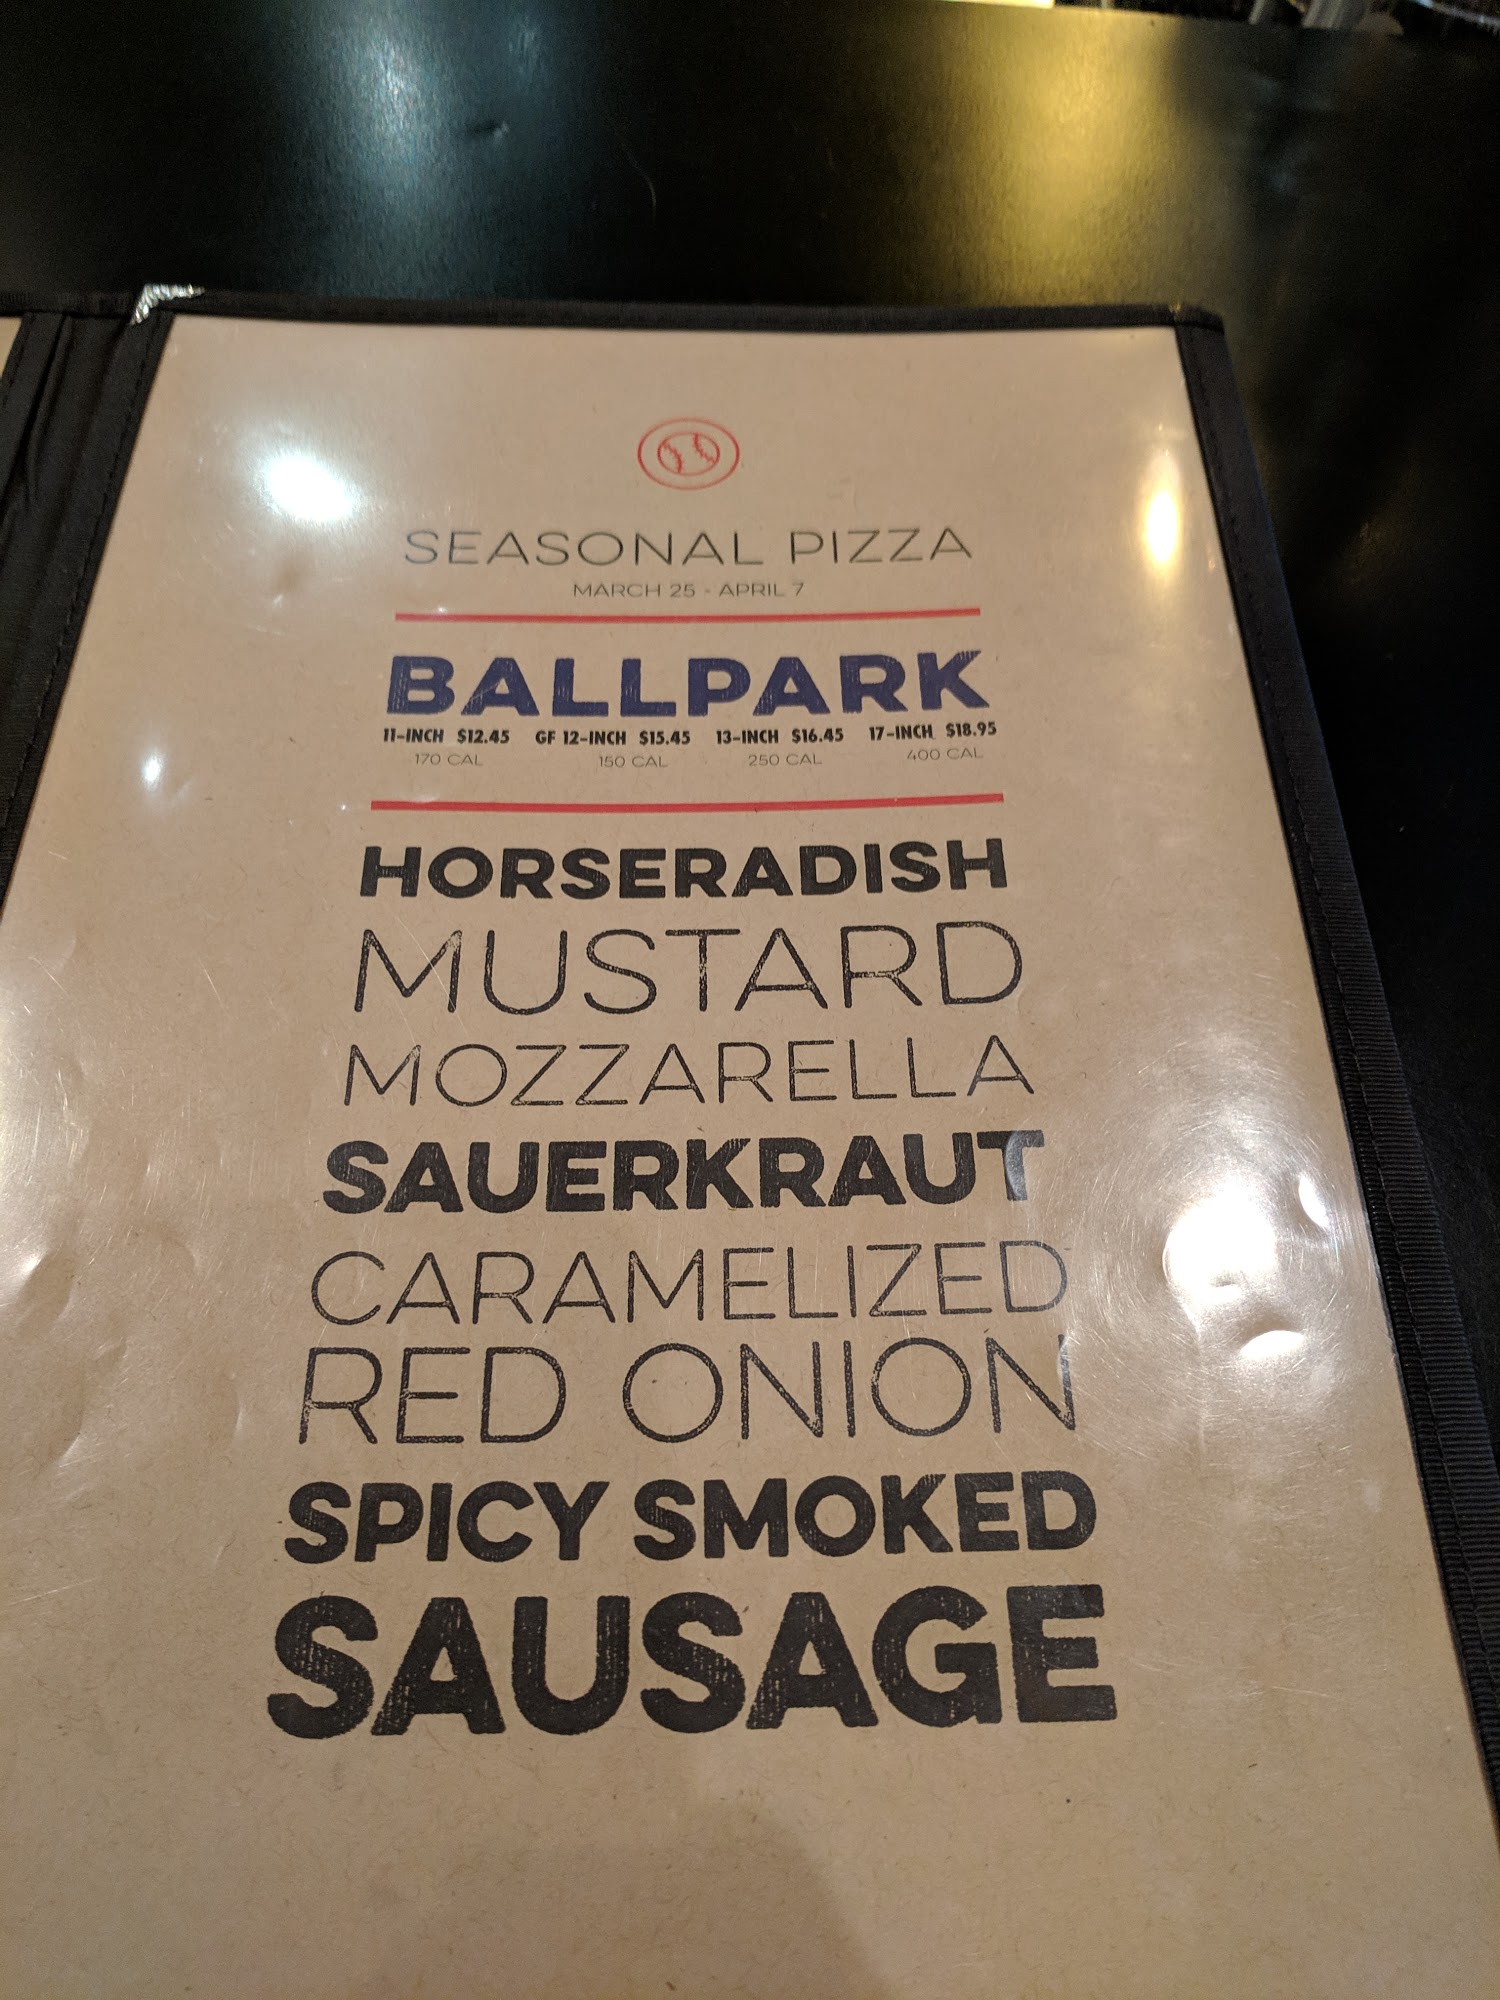 SEASONAL PIZZA
MARCH 25 - APRIL 7
BALLPARK
11-INCH $12.45 GF 12-INCH $15.45 13-INCH $16.45 17-INCH $18.95
170 CAL 150 CAL 250 CAL 400 CAL
HORSERADISH
MUSTARD
MOZZARELLA
SAUERKRAUT
CARAMELIZED
RED ONION
SPICY SMOKED
SAUSAGE